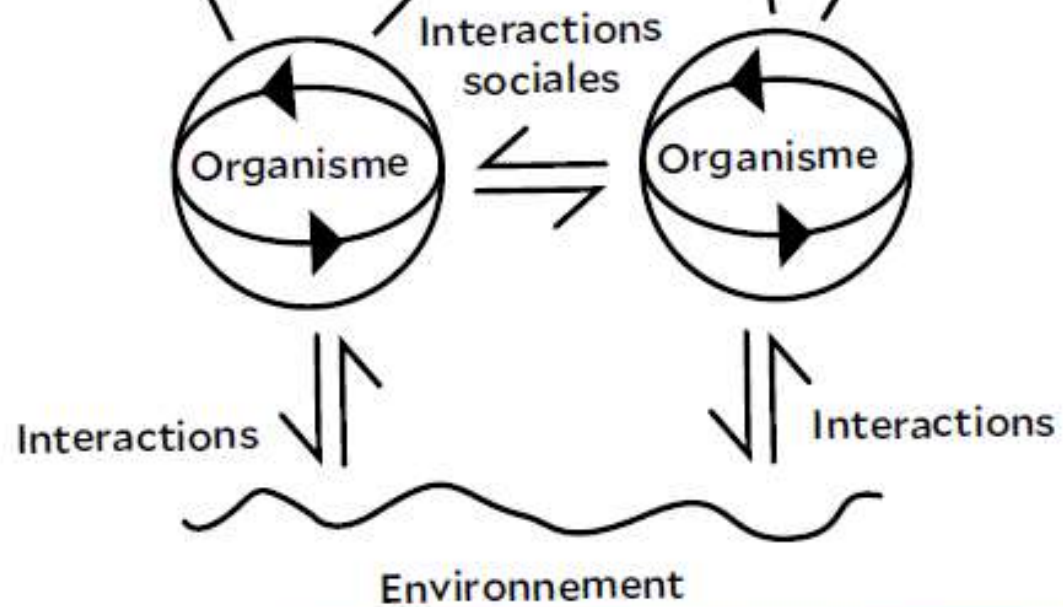 Interactions
sociales
Organisme
Organisme
Interactions
Interactions
Environnement